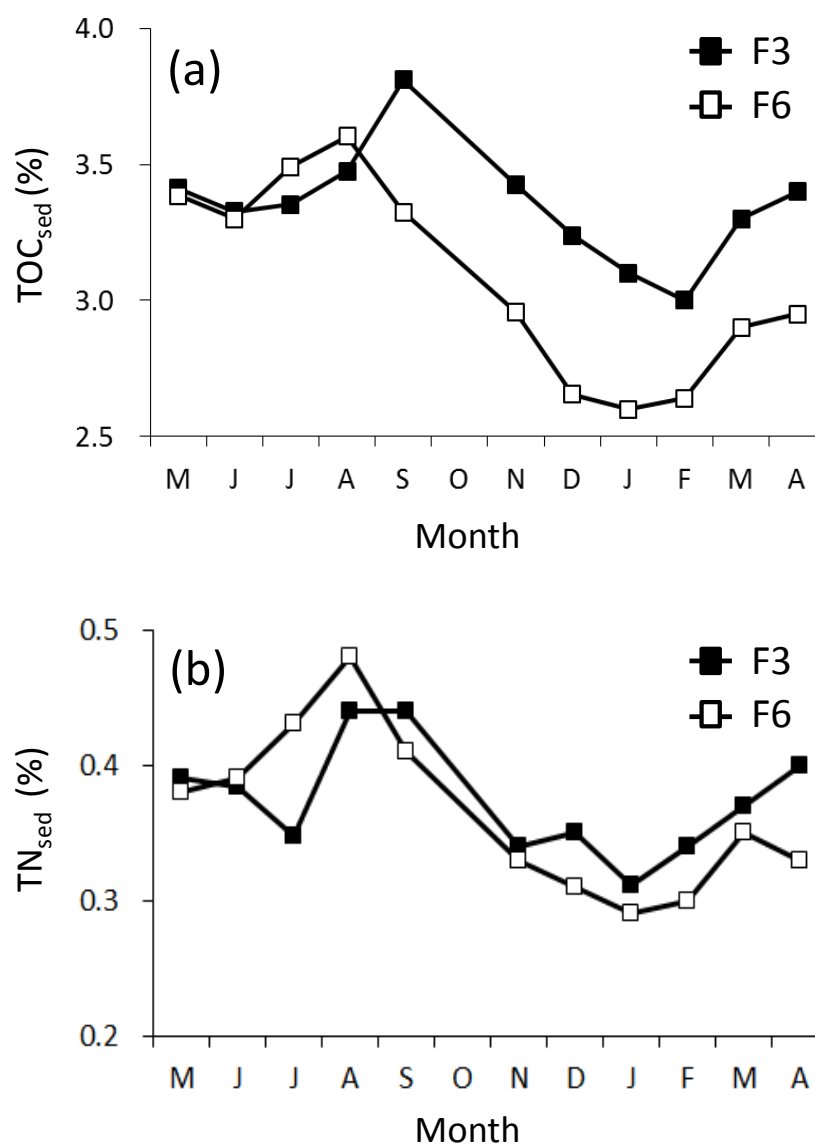 4.0
(a)
F3
F6
3.5
TOCsed (%)
3.0
2.5
M J J A S O N D J F M A
Month
0.5
(b)
F3
F6
0.4
TNsed (%)
0.3
0.2
M J J A S O N D J F M A
Month